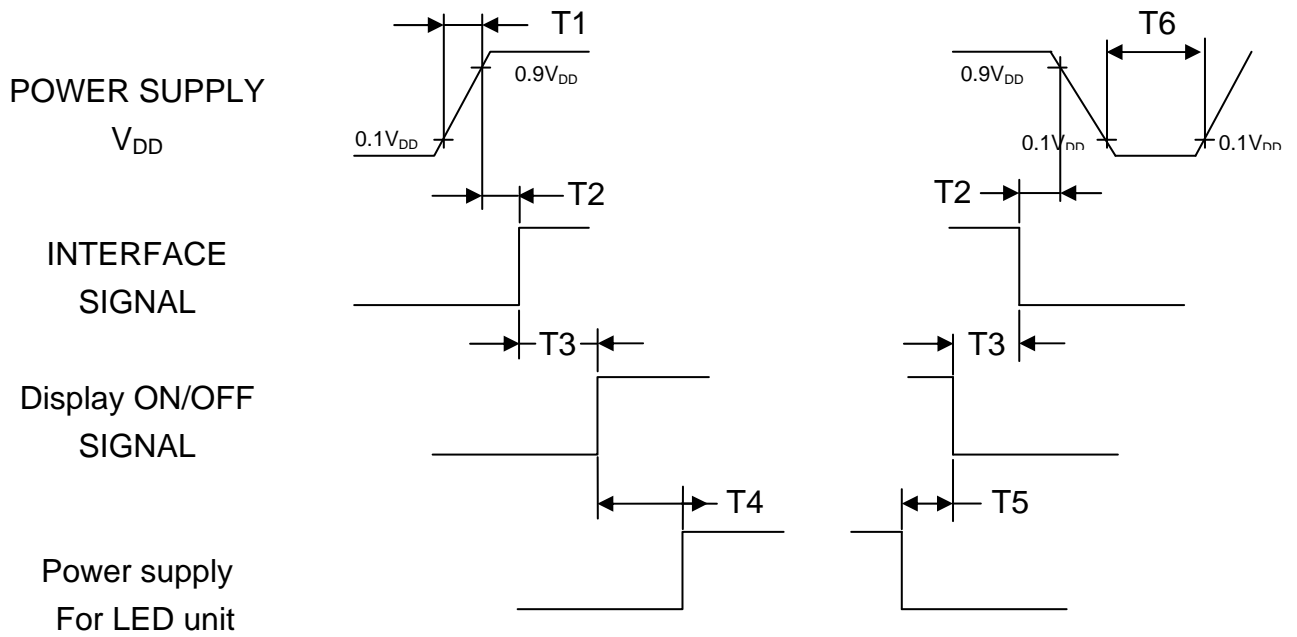 T1
T6
POWER SUPPLY
V_DD
0.9V_DD
0.9V_DD
0.1V_DD
0.1V_DD
0.1V_DD
T2
T2
INTERFACE
SIGNAL
T3
T3
Display ON/OFF
SIGNAL
T4
T5
Power supply
For LED unit